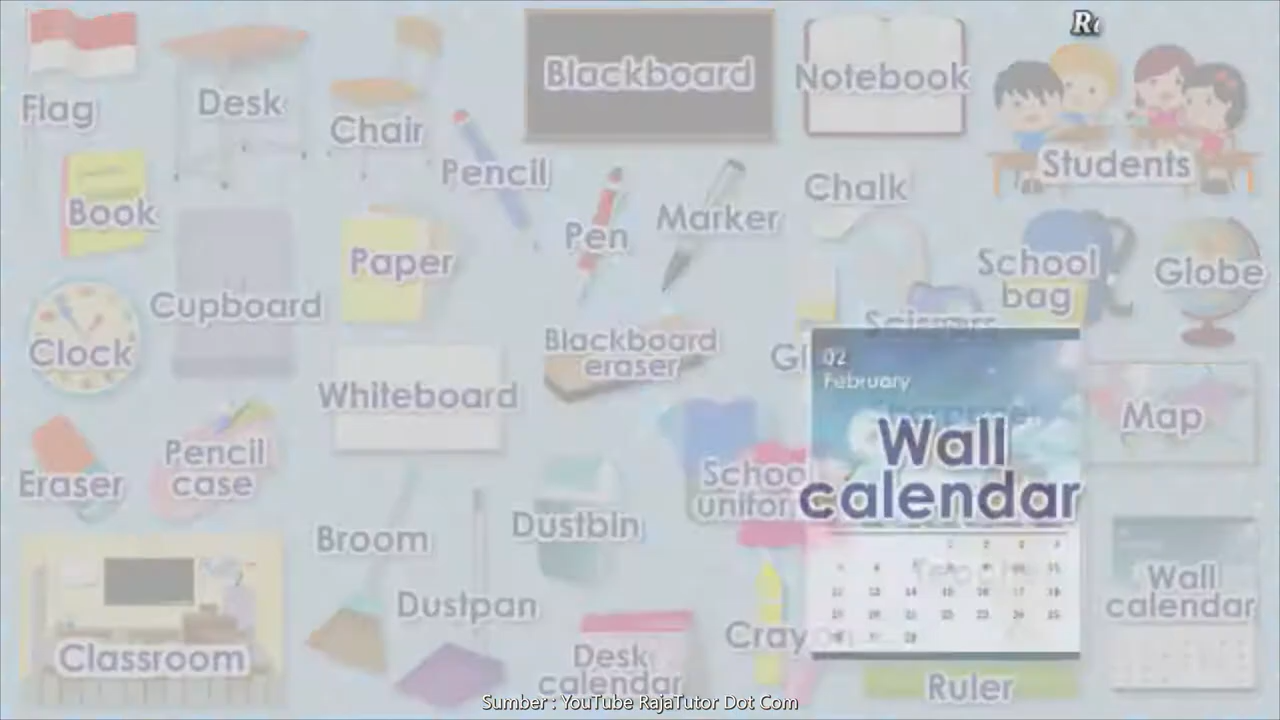 Flag
Desk
Chair
Blackboard
Notebook
Students
Book
Pencil
Pen
Marker
Chalk
Cupboard
Paper
School
bag
Globe
Clock
Whiteboard
Blackboard
eraser
Scissors
02
February
Wall
calendar
Map
Eraser
Pencil
case
Broom
Dustbin
Dustpan
Classroom
Desk
calendar
Ruler
Wall
calendar
Sumber : YouTube RajaTutor Dot Com